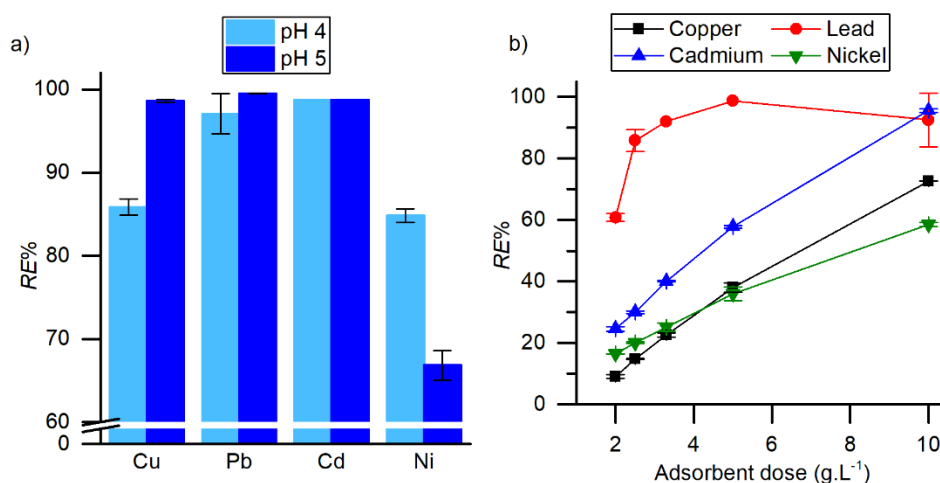 a)
pH 4
pH 5
RE%
100
90
80
70
60
0
Cu Pb Cd Ni
b)
Copper Lead
Cadmium Nickel
RE%
100
80
60
40
20
0
2 4 6 8 10
Adsorbent dose (g.L⁻¹)